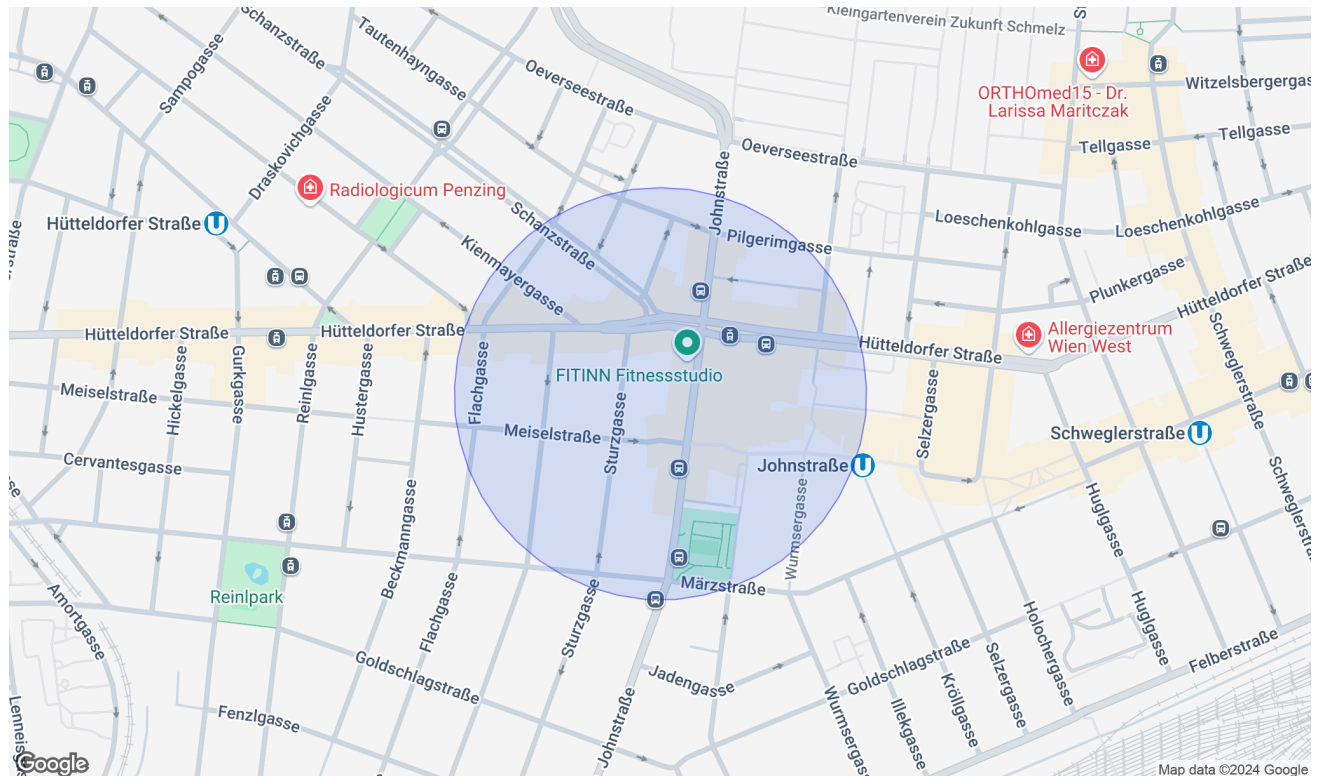 Kleingartenverein Zukunft Schmelz
Schanzstraße
Tautenhayngasse
Sampogasse
Oeverseestraße
ORTHOmed15 - Dr.
Larissa Maritczak
Witzelsbergergas
Tellgasse
Tellgasse
Draskovichgasse
Oeverseestraße
Radiologicum Penzing
Johnstraße
Hütteldorfer Straße
Schanzstraße
Pilgerimgasse
Loeschenkohlgasse
Loeschenkohlgasse
Kienmayergasse
Plunkergasse
Hütteldorfer Straße
Hütteldorfer Straße
Hütteldorfer Straße
Hütteldorfer Straße
Allergiezentrum
Wien West
Schweglerstraße
FITINN Fitnessstudio
Meiselstraße
Hickelgasse
Gurkgasse
Reinlgasse
Hustergasse
Flachgasse
Sturzgasse
Selzergasse
Meiselstraße
Schweglerstraße
Johnstraße
Cervantesgasse
Beckmanngasse
Wurmsergasse
Huglgasse
Schweglerstra
Reinlpark
Märzstraße
Amortgasse
Flachgasse
Sturzgasse
Holochergasse
Huglgasse
Goldschlagstraße
Jadengasse
Goldschlagstraße
Selzergasse
Felberstraße
Kröllgasse
Illekgasse
Wurmsergasse
Fenzlgasse
Johnstraße
Lenneisg
Google
Map data ©2024 Google